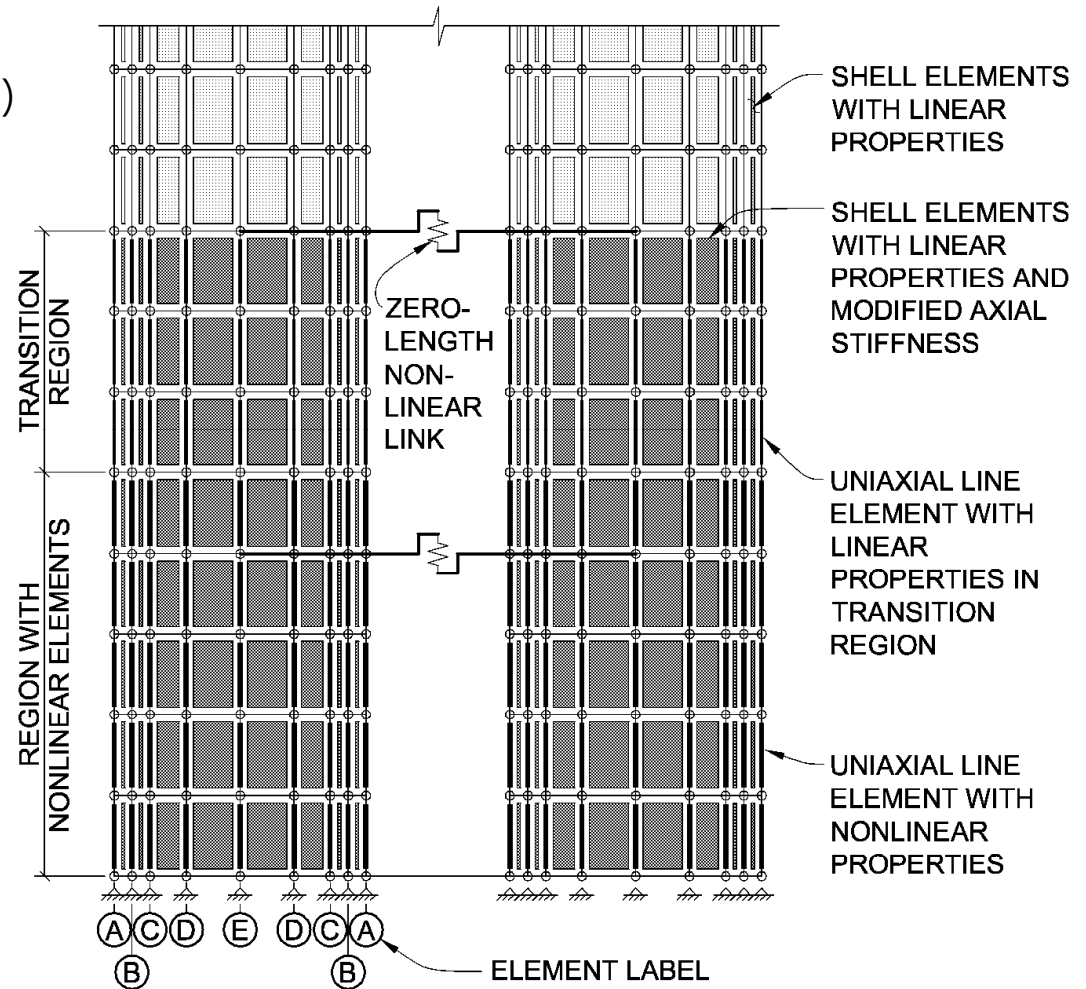 )
SHELL ELEMENTS
WITH LINEAR
PROPERTIES
SHELL ELEMENTS
WITH LINEAR
PROPERTIES AND
MODIFIED AXIAL
STIFFNESS
ZERO-
LENGTH
NON-
LINEAR
LINK
TRANSITION
REGION
UNIAXIAL LINE
ELEMENT WITH
LINEAR
PROPERTIES IN
TRANSITION
REGION
REGION WITH
NONLINEAR ELEMENTS
UNIAXIAL LINE
ELEMENT WITH
NONLINEAR
PROPERTIES
A C D E D C A
B B
ELEMENT LABEL